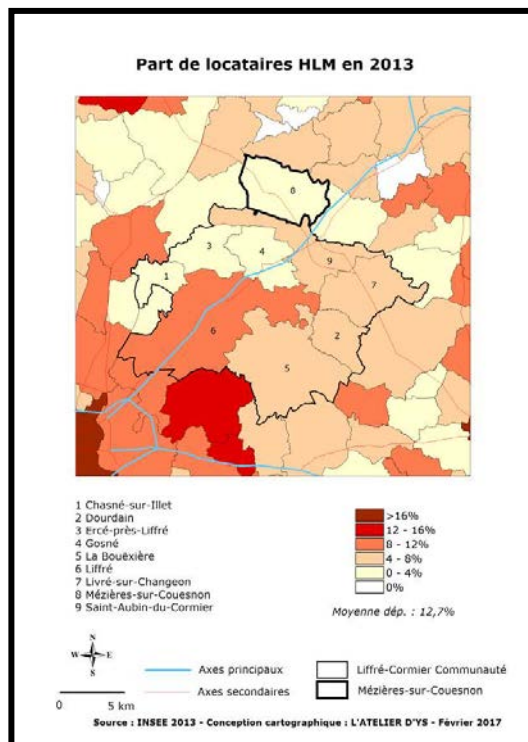 Part de locataires HLM en 2013
8
3
4
9
1
7
6
2
5
1 Chasné-sur-Illet
2 Dourdain
3 Ercé-près-Liffré
4 Gosné
5 La Bouëxière
6 Liffré
7 Livré-sur-Changeon
8 Mézières-sur-Couesnon
9 Saint-Aubin-du-Cormier
>16%
12 - 16%
8 - 12%
4 - 8%
0 - 4%
0%
Moyenne dép. : 12,7%
N
W E
S
0 5 km
Axes principaux
Axes secondaires
Liffré-Cormier Communauté
Mézières-sur-Couesnon
Source : INSEE 2013 - Conception cartographique : L'ATELIER D'YS - Février 2017